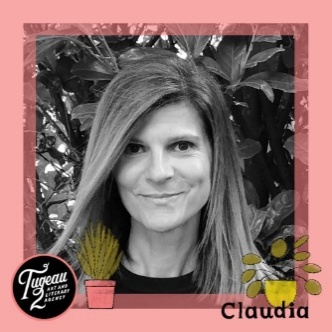 Tugeau
2
ART AND
LITERARY
AGENCY
Claudia